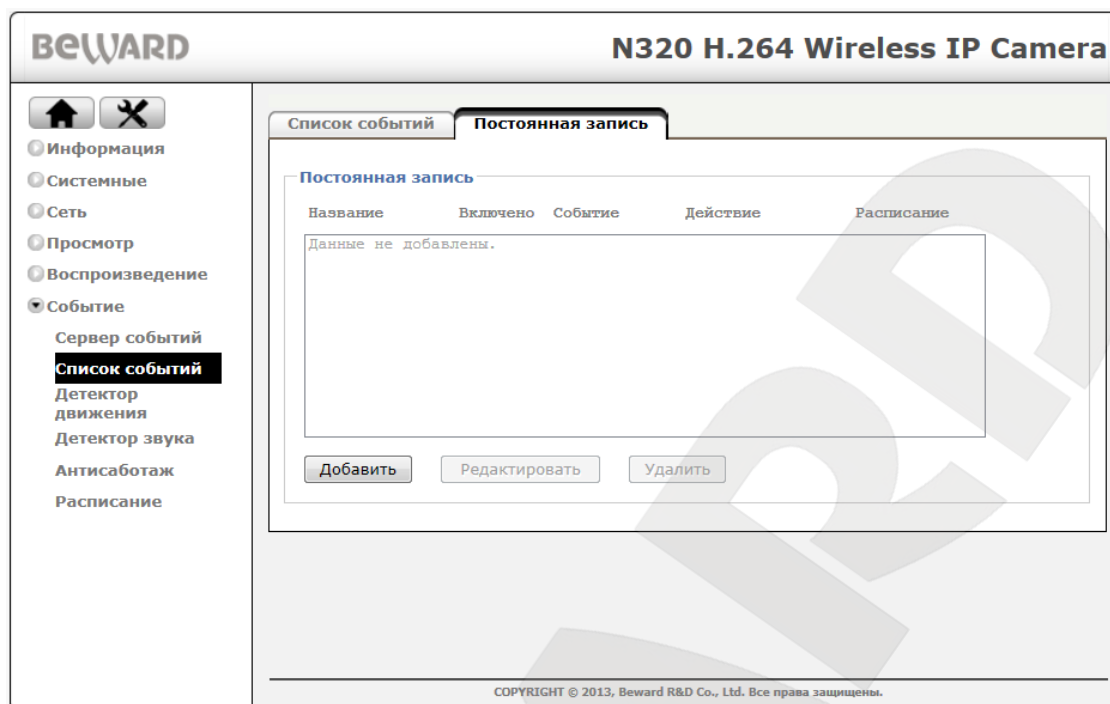 BEWARD
N320 H.264 Wireless IP Camera
Информация
Системные
Сеть
Просмотр
Воспроизведение
Событие
Сервер событий
Список событий
Детектор
движения
Детектор звука
Антисаботаж
Расписание
Список событий Постоянная запись
Постоянная запись
Название Включено Событие Действие Расписание
Данные не добавлены.
Добавить Редактировать Удалить
COPYRIGHT © 2013, Beward R&D Co., Ltd. Все права защищены.